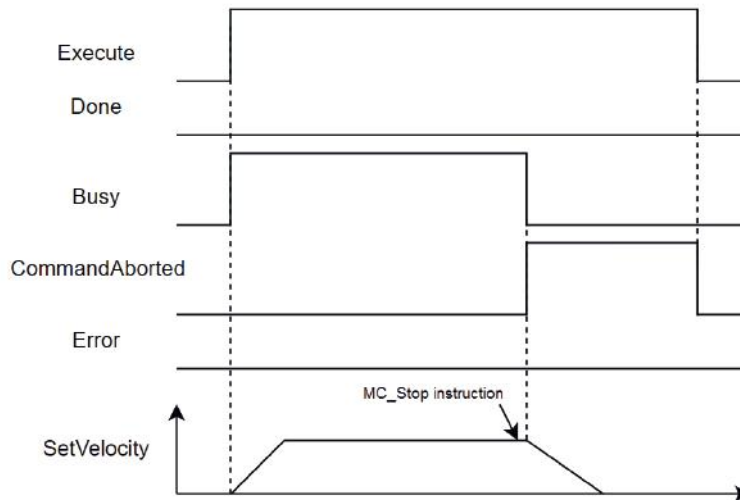 Execute
Done
Busy
CommandAborted
Error
MC_Stop instruction
SetVelocity